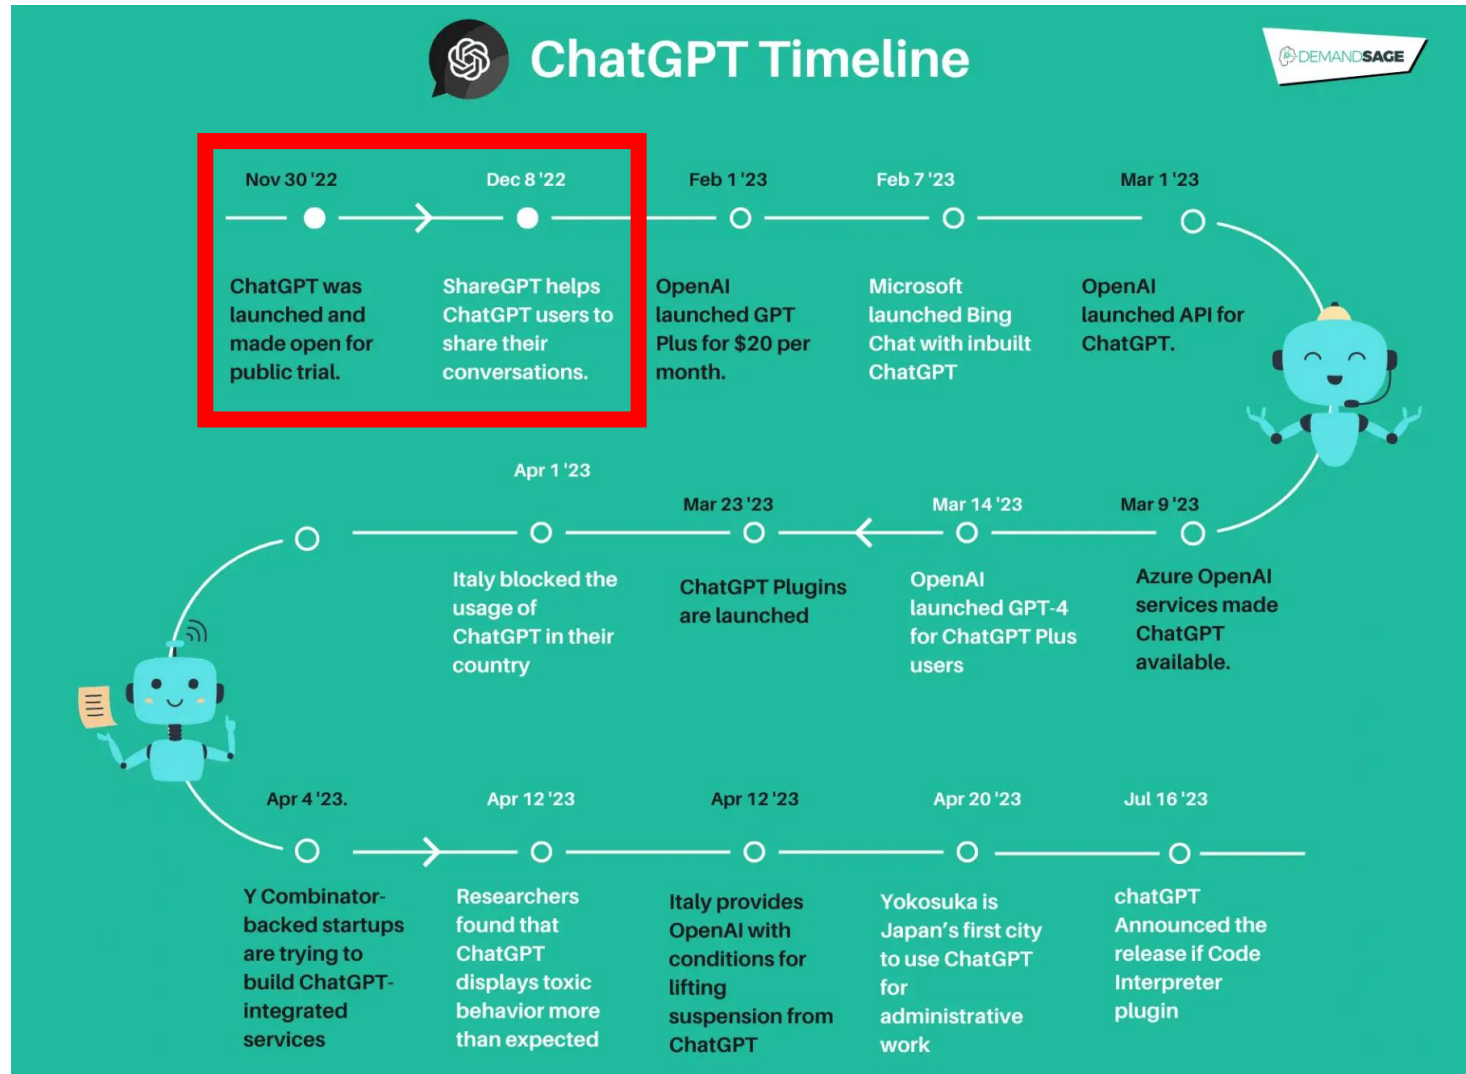 ChatGPT Timeline
DEMANDSAGE
Nov 30 '22
ChatGPT was
launched and
made open for
public trial.
Dec 8 '22
ShareGPT helps
ChatGPT users to
share their
conversations.
Feb 1 '23
OpenAI
launched GPT
Plus for $20 per
month.
Feb 7 '23
Microsoft
launched Bing
Chat with inbuilt
ChatGPT
Mar 1 '23
OpenAI
launched API for
ChatGPT.
Mar 9 '23
Azure OpenAI
services made
ChatGPT
available.
Mar 14 '23
OpenAI
launched GPT-4
for ChatGPT Plus
users
Mar 23 '23
ChatGPT Plugins
are launched
Apr 1 '23
Italy blocked the
usage of
ChatGPT in their
country
Apr 4 '23.
Y Combinator-
backed startups
are trying to
build ChatGPT-
integrated
services
Apr 12 '23
Researchers
found that
ChatGPT
displays toxic
behavior more
than expected
Apr 12 '23
Italy provides
OpenAI with
conditions for
lifting
suspension from
ChatGPT
Apr 20 '23
Yokosuka is
Japan’s first city
to use ChatGPT
for
administrative
work
Jul 16 '23
chatGPT
Announced the
release if Code
Interpreter
plugin